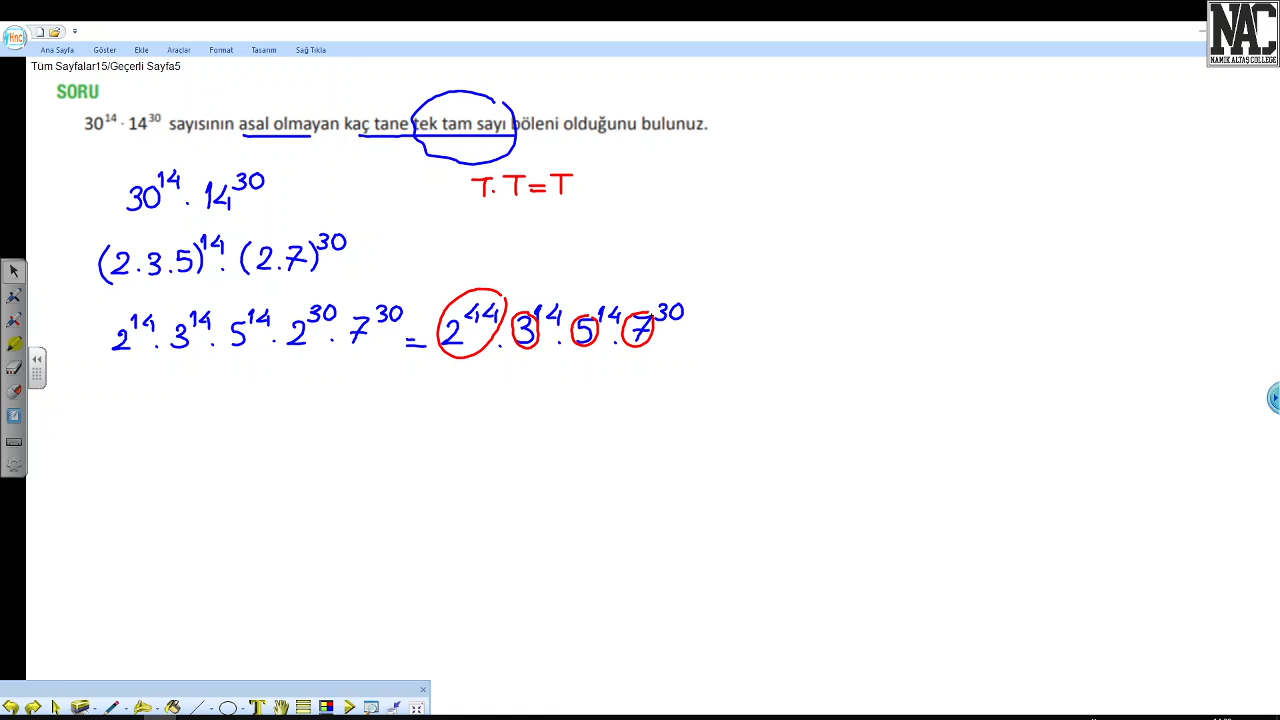 NAC
NAMIK ALTAŞ COLLEGE
Hnc
Ana Sayfa Göster Ekle Araçlar Format Tasarım Sağ Tıkla
Tüm Sayfalar15/Geçerli Sayfa5
SORU
30¹⁴ · 14³⁰ sayısının asal olmayan kaç tane tek tam sayı böleni olduğunu bulunuz.
30¹⁴ · 14³⁰
T. T = T
(2.3.5)¹⁴ · (2.7)³⁰
2¹⁴ · 3¹⁴ · 5¹⁴ · 2³⁰ · 7³⁰ = 2⁴⁴ · 3¹⁴ · 5¹⁴ · 7³⁰